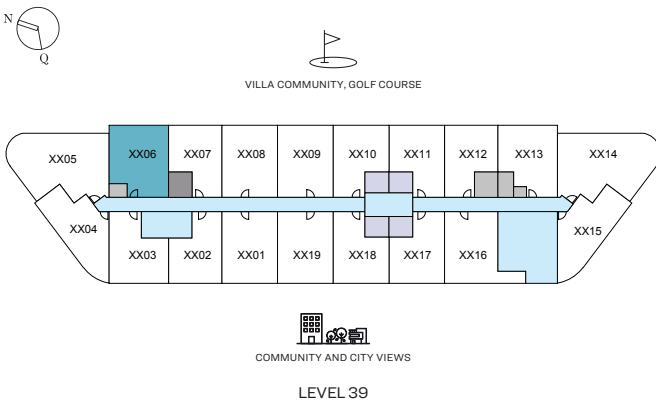 N
Q
VILLA COMMUNITY, GOLF COURSE
XX05
XX06
XX07
XX08
XX09
XX10
XX11
XX12
XX13
XX14
XX04
XX03
XX02
XX01
XX19
XX18
XX17
XX16
XX15
COMMUNITY AND CITY VIEWS
LEVEL 39